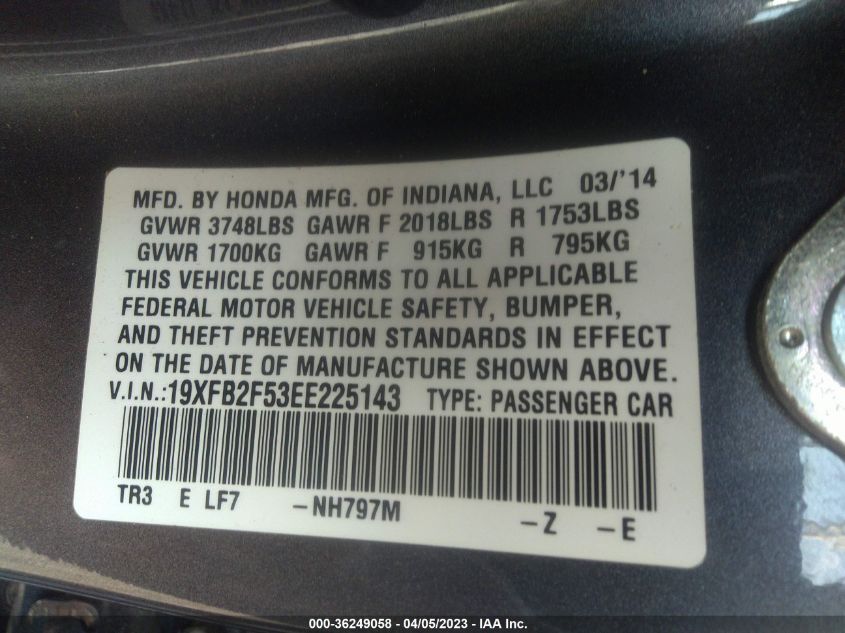 MFD. BY HONDA MFG. OF INDIANA, LLC 03/'14
GVWR 3748LBS GAWR F 2018LBS R 1753LBS
GVWR 1700KG GAWR F 915KG R 795KG
THIS VEHICLE CONFORMS TO ALL APPLICABLE
FEDERAL MOTOR VEHICLE SAFETY, BUMPER,
AND THEFT PREVENTION STANDARDS IN EFFECT
ON THE DATE OF MANUFACTURE SHOWN ABOVE.
V.I.N.:19XFB2F53EE225143 TYPE: PASSENGER CAR
TR3 E LF7 -NH797M -Z -E
000-36249058 - 04/05/2023 - IAA Inc.